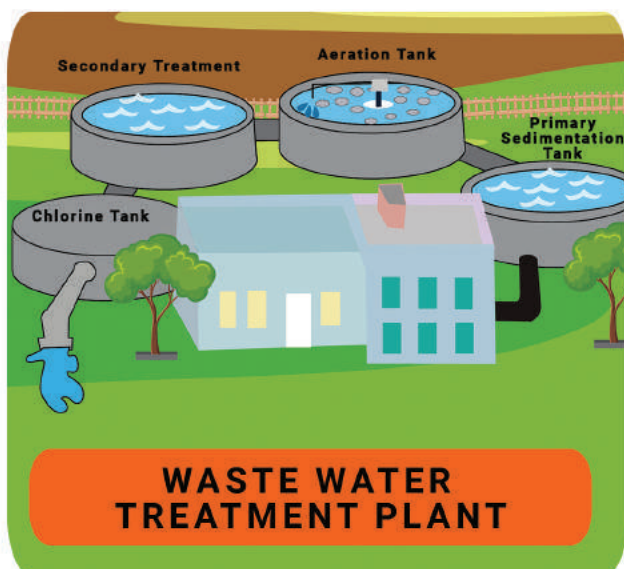 Aeration Tank
Secondary Treatment
Primary
Sedimentation
Tank
Chlorine Tank
WASTE WATER
TREATMENT PLANT